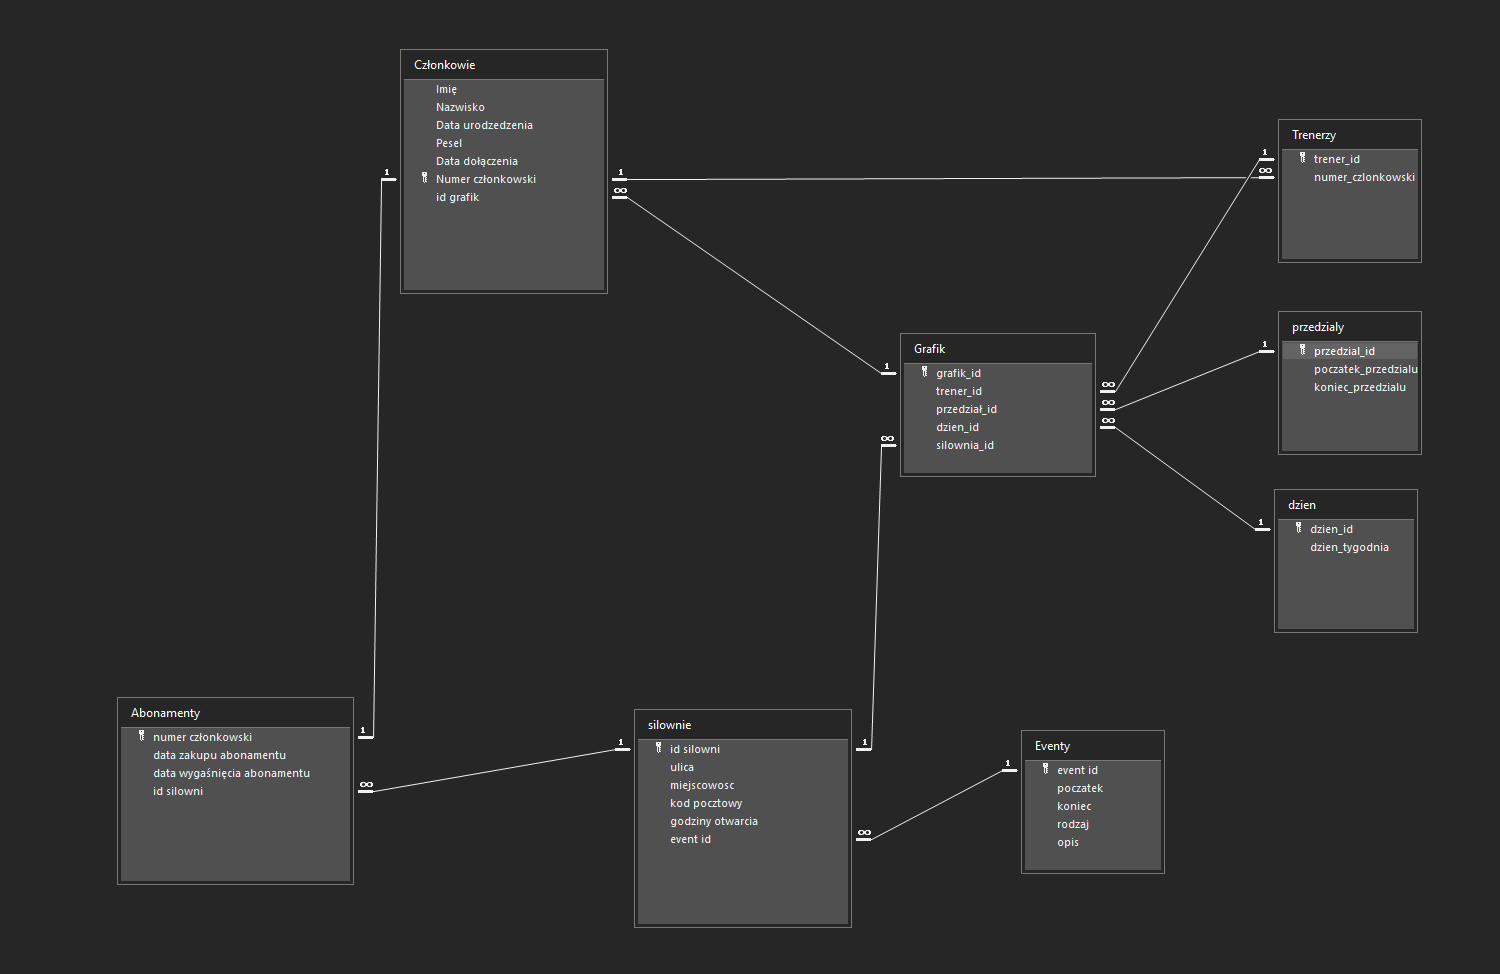 Członkowie
Imię
Nazwisko
Data urodzedzenia
Pesel
Data dołączenia
Numer członkowski
id grafik
1
1
∞
Trenerzy
trener_id
numer_czlonkowski
1
∞
przedzialy
przedzial_id
poczatek_przedzialu
koniec_przedzialu
1
Grafik
grafik_id
trener_id
przedział_id
dzien_id
silownia_id
1
∞
∞
∞
∞
dzien
dzien_id
dzien_tygodnia
1
Abonamenty
numer członkowski
data zakupu abonamentu
data wygaśnięcia abonamentu
id silowni
1
∞
silownie
id silowni
ulica
miejscowosc
kod pocztowy
godziny otwarcia
event id
1
1
∞
Eventy
event id
poczatek
koniec
rodzaj
opis
1